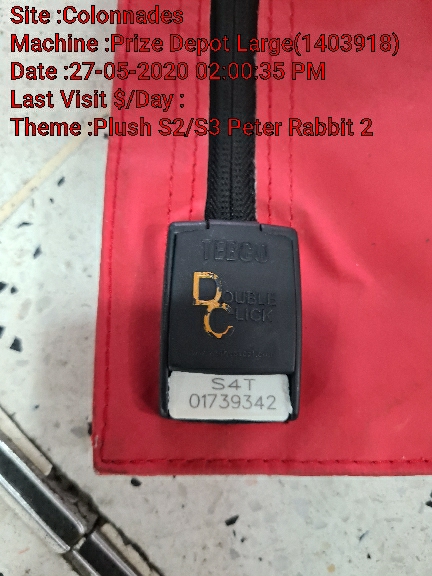 Site :Colonnades
Machine :Prize Depot Large(1403918)
Date :27-05-2020 02:00:35 PM
Last Visit $/Day :
Theme :Plush S2/S3 Peter Rabbit 2
DOUBLE
CLICK
S4T
01739342